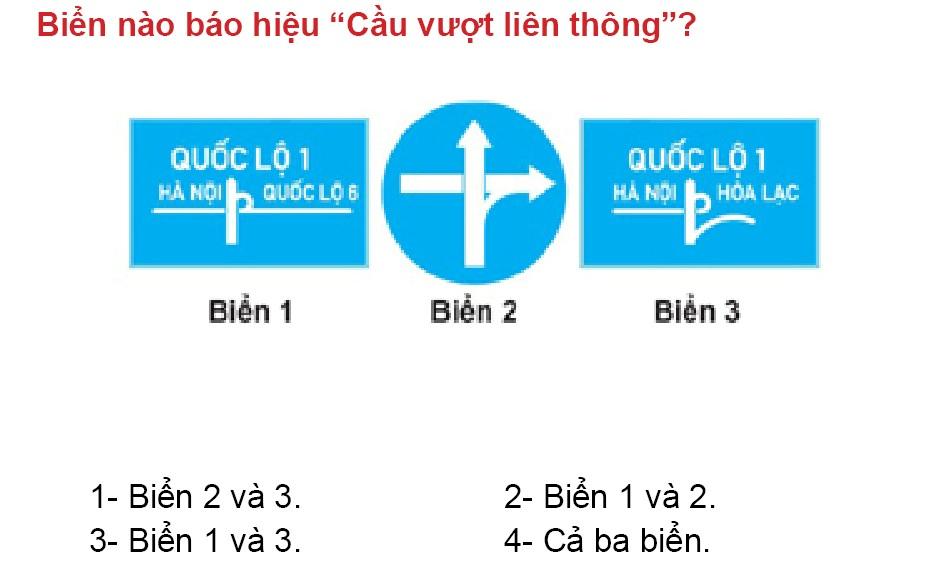 Biển nào báo hiệu “Cầu vượt liên thông”?
QUỐC LỘ 1
HÀ NỘI QUỐC LỘ 6
QUỐC LỘ 1
HÀ NỘI HÒA LẠC
Biển 1 Biển 2 Biển 3
1- Biển 2 và 3. 2- Biển 1 và 2.
3- Biển 1 và 3. 4- Cả ba biển.